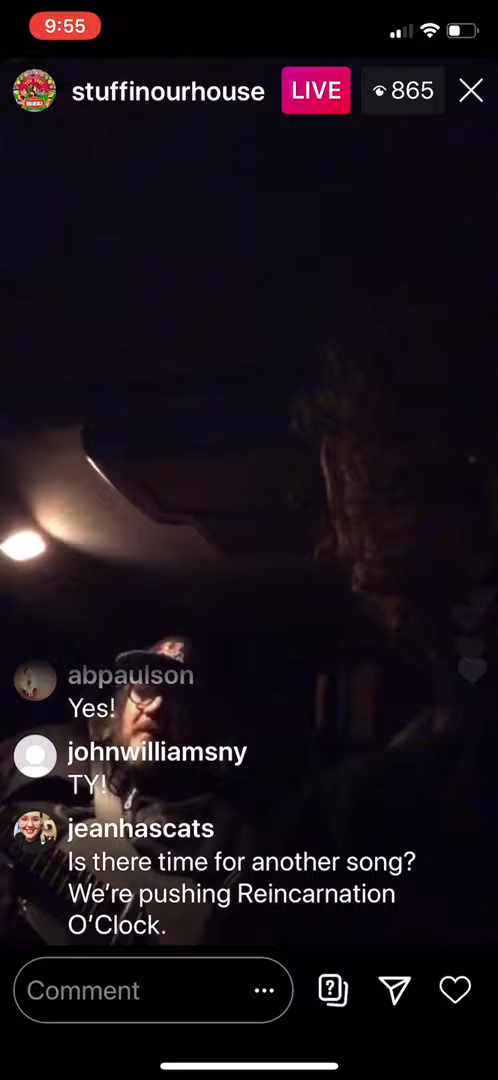 9:55
stuffinourhouse LIVE 865
abpaulson
Yes!
johnwilliamsny
TY!
jeanhascats
Is there time for another song?
We're pushing Reincarnation
O'Clock.
Comment